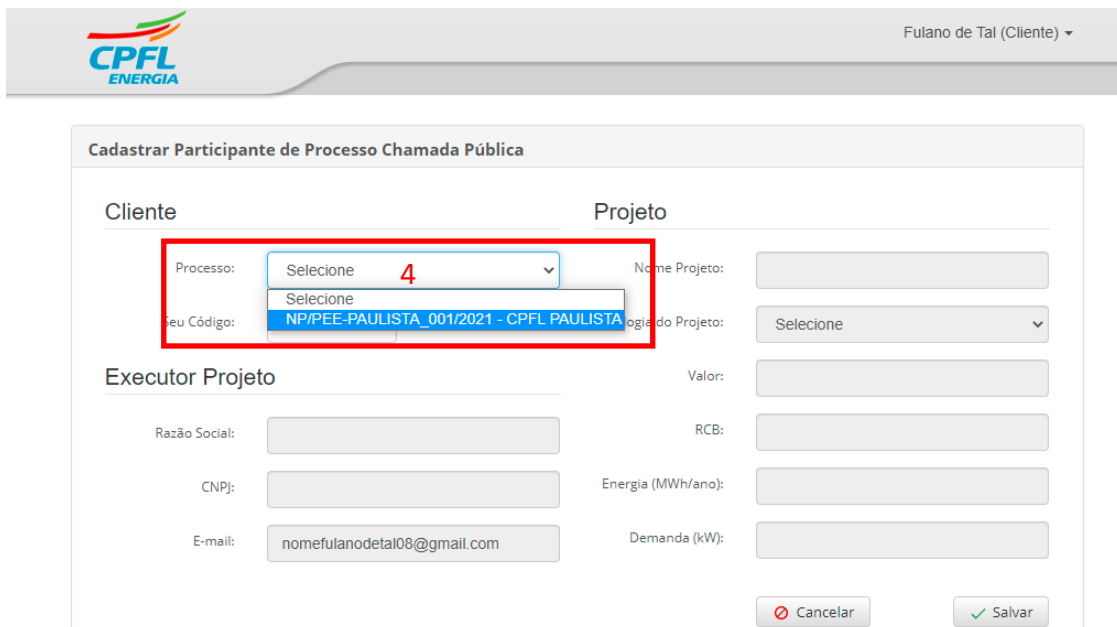 CPFL
ENERGIA
Fulano de Tal (Cliente)
Cadastrar Participante de Processo Chamada Pública
Cliente
Processo:
Selecione
4
Selecione
NP/PEE-PAULISTA_001/2021 - CPFL PAULISTA
Seu Código:
Executor Projeto
Razão Social:
CNPJ:
E-mail:
nomefulanodetal08@gmail.com
Projeto
Nome Projeto:
do Projeto:
Selecione
Valor:
RCB:
Energia (MWh/ano):
Demanda (kW):
Cancelar
Salvar